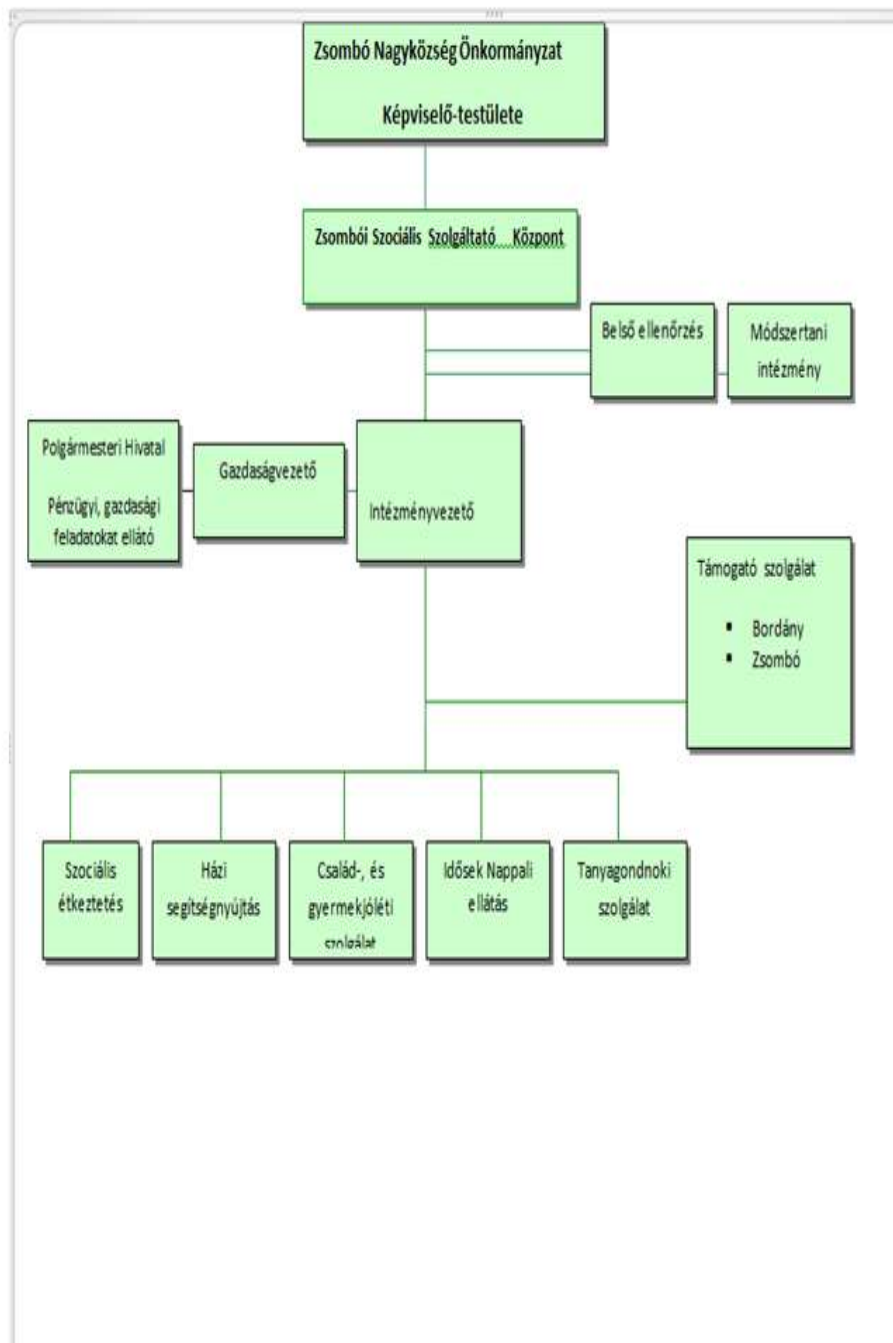 Zsombó Nagyközség Önkormányzat
Képviselő-testülete
Zsombói Szociális Szolgáltató Központ
Belső ellenőrzés
Módszertani
intézmény
Polgármesteri Hivatal
Pénzügyi, gazdasági
feladatokat ellátó
Gazdaságvezető
Intézményvezető
Támogató szolgálat
▪ Bordány
▪ Zsombó
Szociális
étkeztetés
Házi
segítségnyújtás
Család-, és
gyermekjóléti
szolgálat
Idősek Nappali
ellátás
Tanyagondnoki
szolgálat